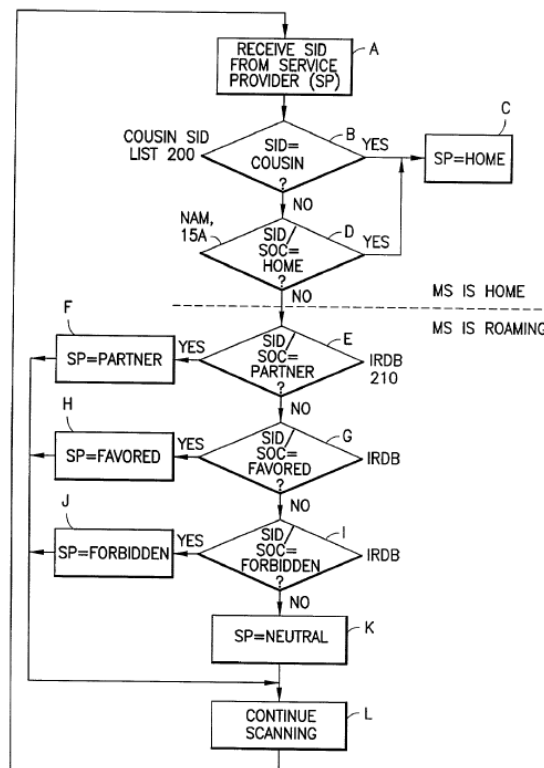 RECEIVE SID
FROM SERVICE
PROVIDER (SP)
A
COUSIN SID
LIST 200
SID=
COUSIN
?
B
YES
C
SP=HOME
NO
NAM,
15A
SID/
SOC=
HOME
?
D
YES
NO
MS IS HOME
MS IS ROAMING
F
SP=PARTNER
YES
SID/
SOC=
PARTNER
?
E
IRDB
210
NO
H
SP=FAVORED
YES
SID/
SOC=
FAVORED
?
G
IRDB
NO
J
SP=FORBIDDEN
YES
SID/
SOC=
FORBIDDEN
?
I
IRDB
NO
SP=NEUTRAL
K
CONTINUE
SCANNING
L